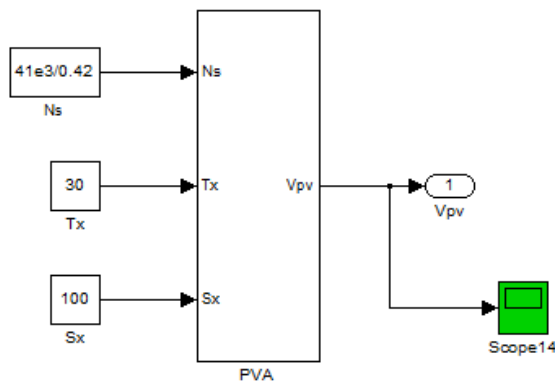 41e3/0.42
Ns
Ns
30
Tx
Tx
Vpv
1
Vpv
100
Sx
Sx
Scope14
PVA